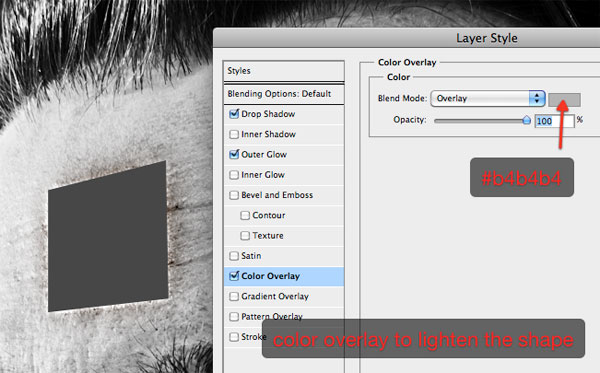 Layer Style
Styles
Blending Options: Default
Drop Shadow
Inner Shadow
Outer Glow
Inner Glow
Bevel and Emboss
Contour
Texture
Satin
Color Overlay
Gradient Overlay
Pattern Overlay
Stroke
Color Overlay
Color
Blend Mode: Overlay
Opacity: 100 %
#b4b4b4
color overlay to lighten the shape